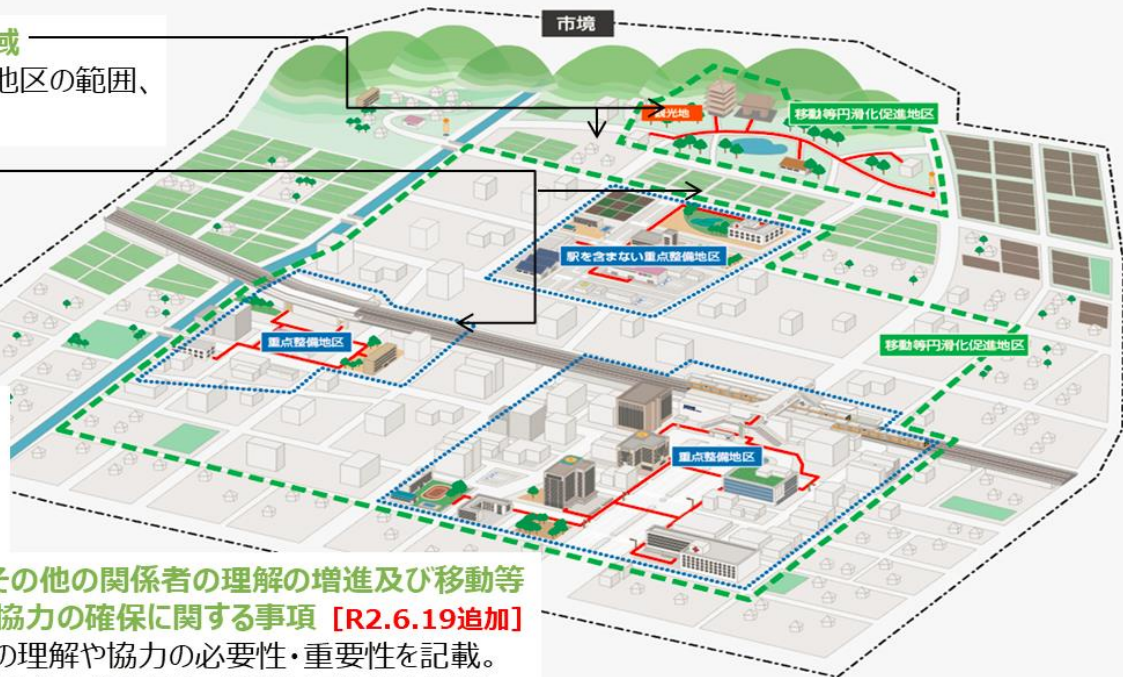 市境
域
地区の範囲、
観光地
移動等円滑化促進地区
駅を含まない重点整備地区
重点整備地区
移動等円滑化促進地区
重点整備地区
その他の関係者の理解の増進及び移動等
協力の確保に関する事項 [R2.6.19追加]
の理解や協力の必要性・重要性を記載。